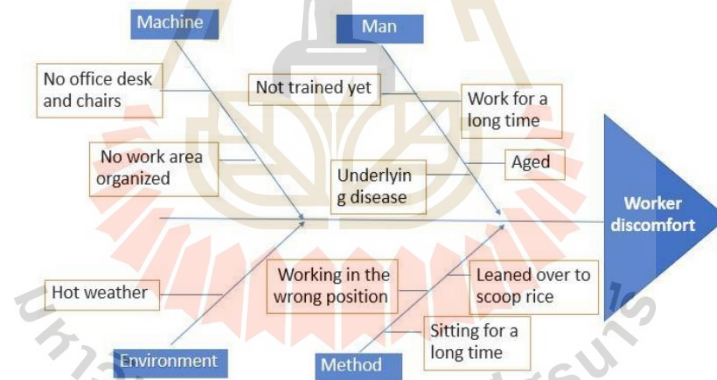 Machine
Man
No office desk
and chairs
Not trained yet
Work for a
long time
No work area
organized
Underlyin
g disease
Aged
Worker
discomfort
Hot weather
Working in the
wrong position
Leaned over to
scoop rice
Sitting for a
long time
Environment
Method